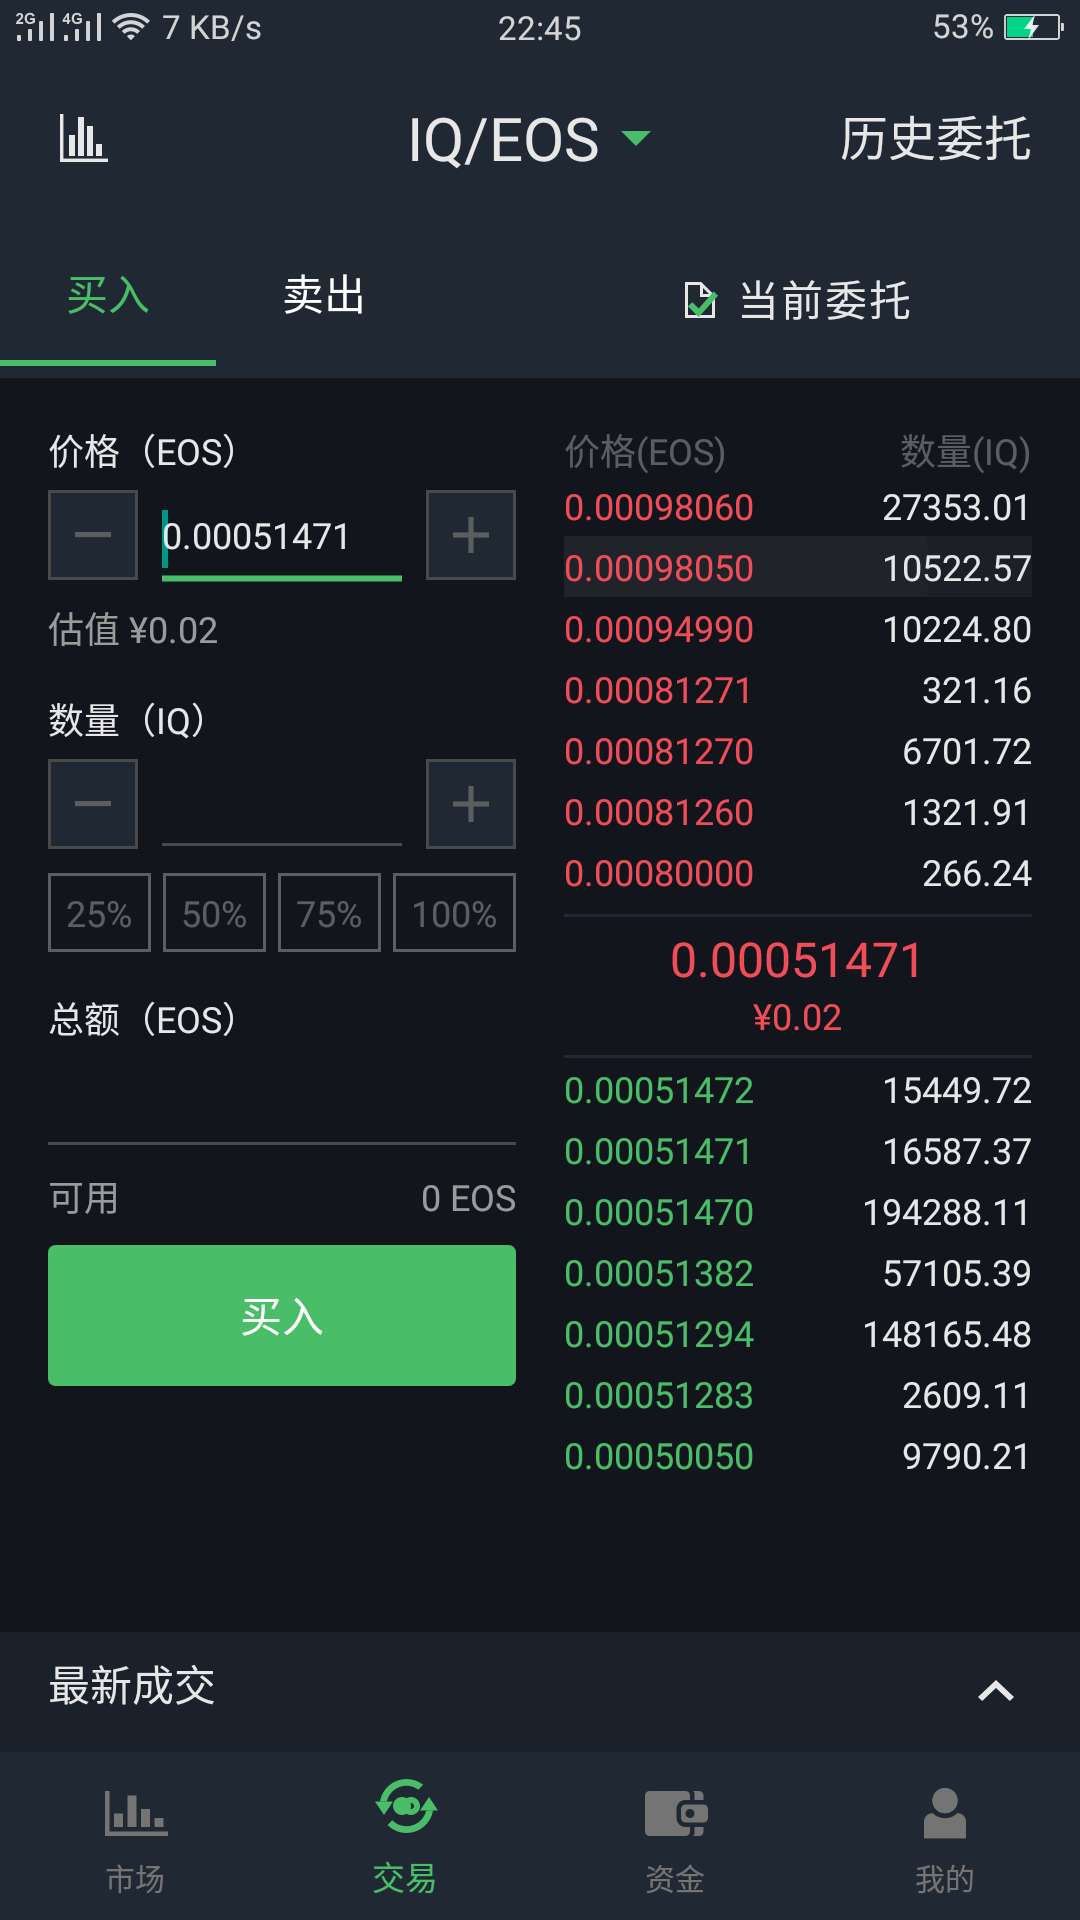 2G 4G 7 KB/s 22:45 53%
IQ/EOS 历史委托
买入 卖出 当前委托
价格（EOS） 价格(EOS) 数量(IQ)
0.00098060 27353.01
0.00051471
0.00098050 10522.57
估值 ¥0.02 0.00094990 10224.80
0.00081271 321.16
数量（IQ）
0.00081270 6701.72
0.00081260 1321.91
25% 50% 75% 100%
0.00080000 266.24
0.00051471
总额（EOS） ¥0.02
0.00051472 15449.72
0.00051471 16587.37
可用 0 EOS
0.00051470 194288.11
0.00051382 57105.39
买入
0.00051294 148165.48
0.00051283 2609.11
0.00050050 9790.21
最新成交
市场 交易 资金 我的